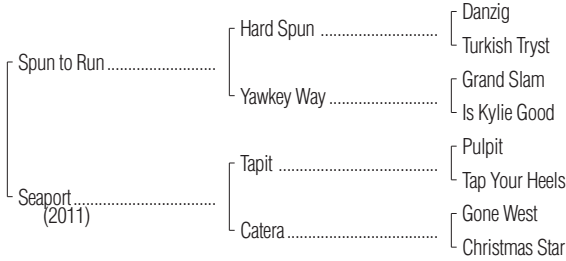 Danzig
Hard Spun ........................
Turkish Tryst
Spun to Run ......................
Grand Slam
Yawkey Way ......................
Is Kylie Good
Pulpit
Tapit ................................
Tap Your Heels
Seaport ............................
(2011)
Gone West
Catera ..............................
Christmas Star